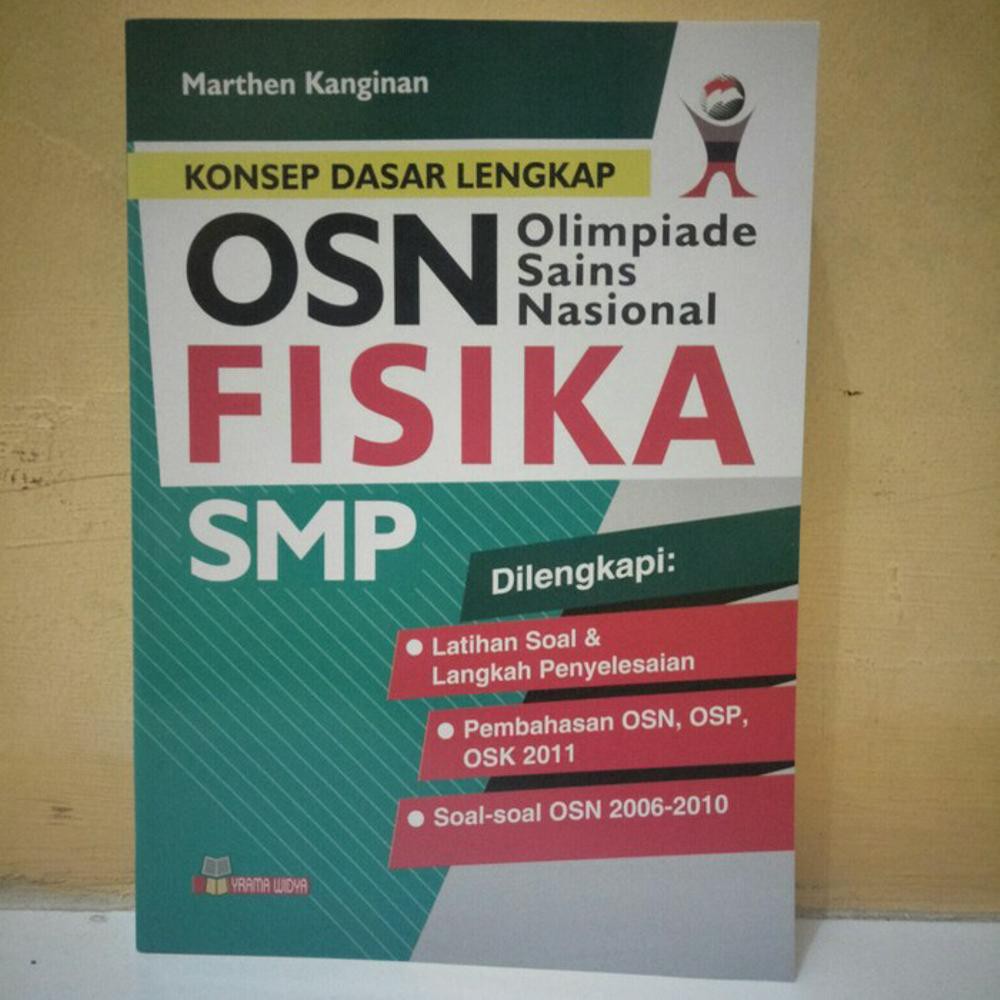 Marthen Kanginan
KONSEP DASAR LENGKAP
OSN
Olimpiade
Sains
Nasional
FISIKA
SMP
Dilengkapi:
• Latihan Soal &
Langkah Penyelesaian
• Pembahasan OSN, OSP,
OSK 2011
• Soal-soal OSN 2006-2010
YRAMA WIDYA